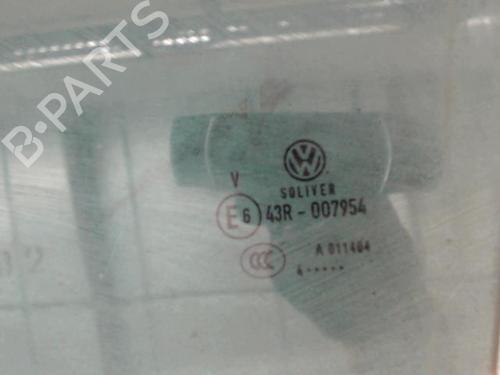 B-PARTS
SOLIVER
V
E 6 43R - 007954
CCC A 011464
4·····